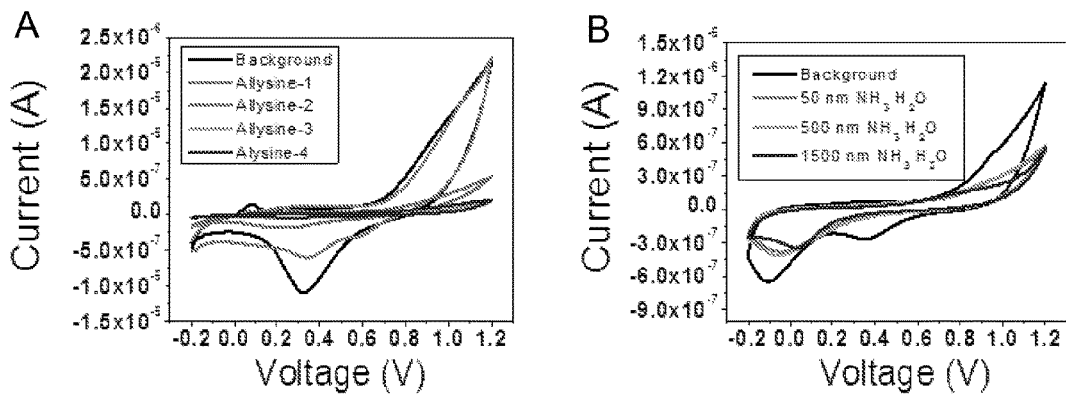 A
2.5x10⁻⁶
2.0x10⁻⁶
1.5x10⁻⁶
1.0x10⁻⁶
5.0x10⁻⁷
0.0
-5.0x10⁻⁷
-1.0x10⁻⁶
-1.5x10⁻⁶
Current (A)
Background
Allysine-1
Allysine-2
Allysine-3
Alysine-4
-0.2 0.0 0.2 0.4 0.6 0.8 1.0 1.2
Voltage (V)
B
1.5x10⁻⁶
1.2x10⁻⁶
9.0x10⁻⁷
6.0x10⁻⁷
3.0x10⁻⁷
0.0
-3.0x10⁻⁷
-6.0x10⁻⁷
-9.0x10⁻⁷
Current (A)
Background
50 nm NH₃ H₂O
500 nm NH₃ H₂O
1500 nm NH₃ H₂O
-0.2 0.0 0.2 0.4 0.6 0.8 1.0 1.2
Voltage (V)